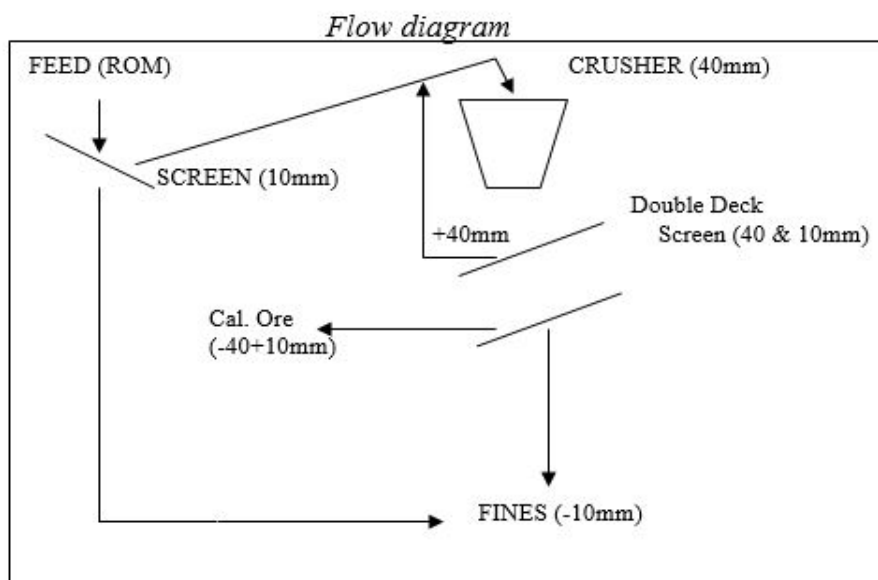 Flow diagram
FEED (ROM)
CRUSHER (40mm)
SCREEN (10mm)
Double Deck
Screen (40 & 10mm)
+40mm
Cal. Ore
(-40+10mm)
FINES (-10mm)